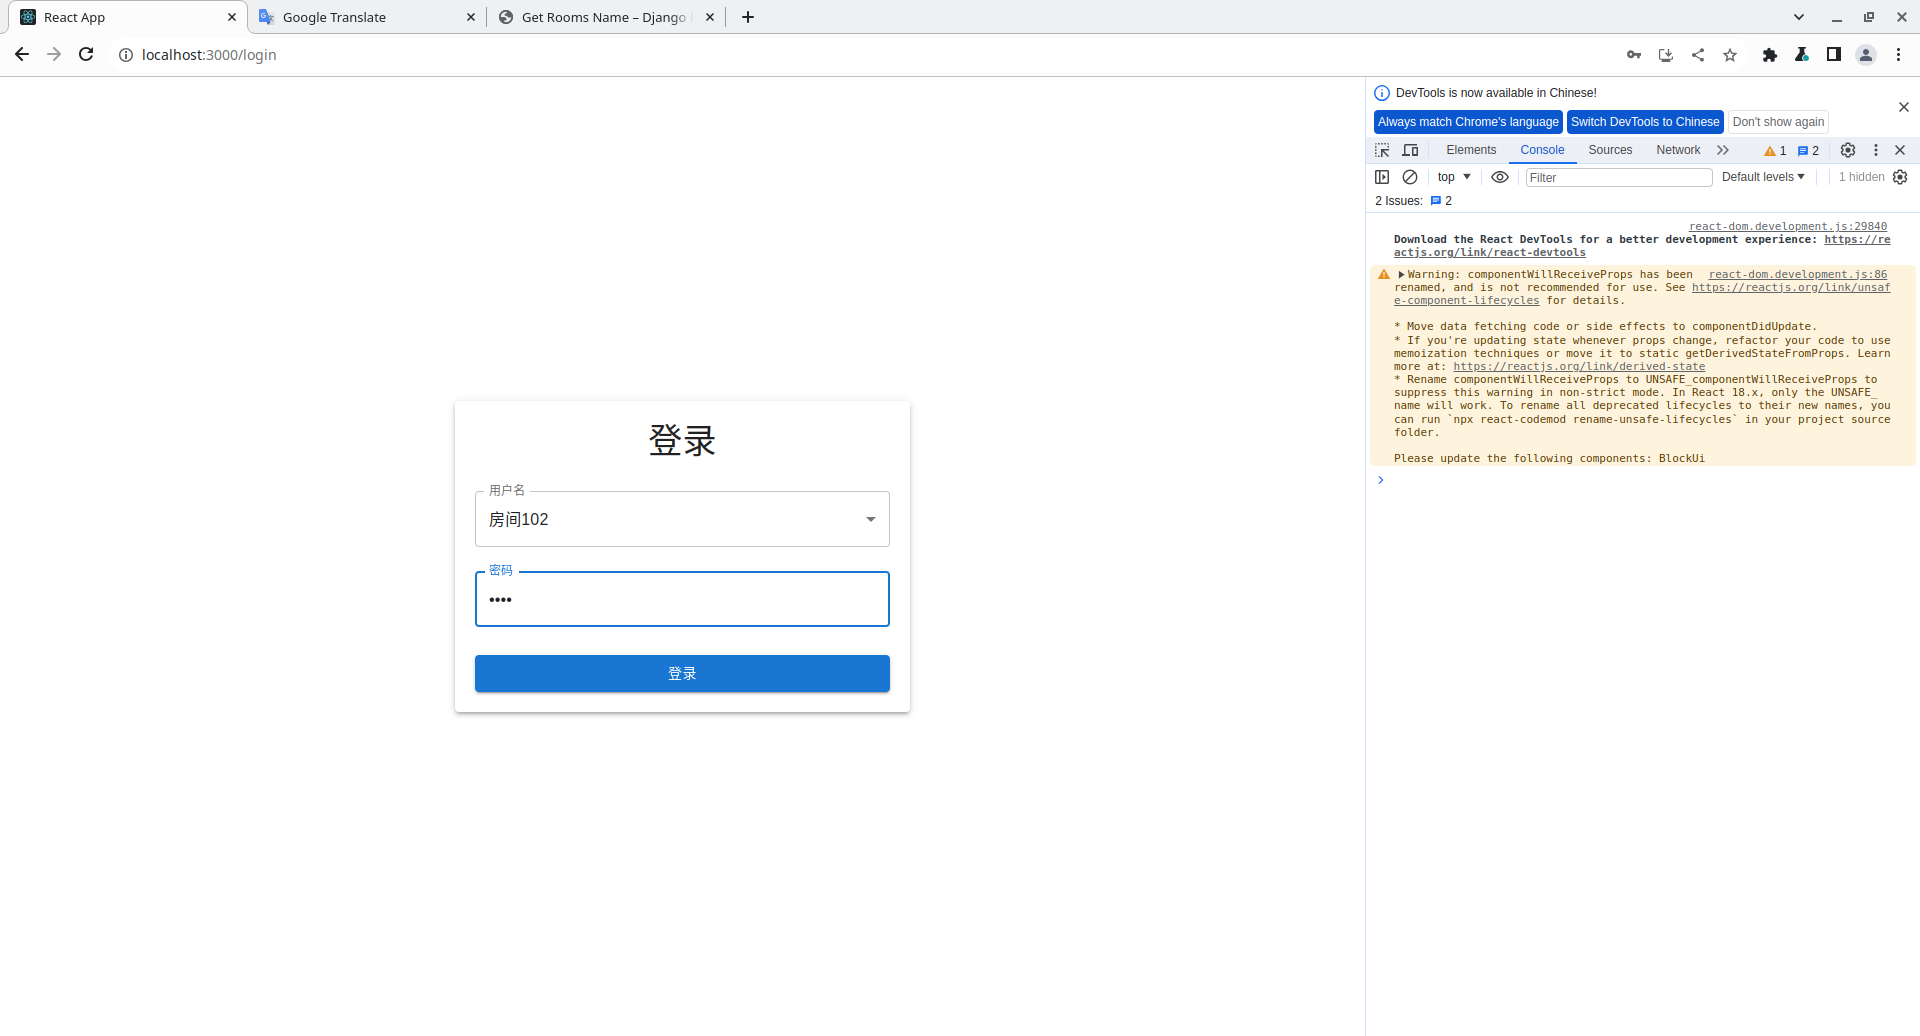 React App
Google Translate
Get Rooms Name – Django
localhost:3000/login
登录
用户名
房间102
密码
••••
登录
DevTools is now available in Chinese!
Always match Chrome's language
Switch DevTools to Chinese
Don't show again
Elements
Console
Sources
Network
1
2
top
Filter
Default levels
1 hidden
2 Issues:
2
react-dom.development.js:29840
Download the React DevTools for a better development experience: https://re
actjs.org/link/react-devtools
Warning: componentWillReceiveProps has been react-dom.development.js:86
renamed, and is not recommended for use. See https://reactjs.org/link/unsaf
e-component-lifecycles for details.
* Move data fetching code or side effects to componentDidUpdate.
* If you're updating state whenever props change, refactor your code to use
memoization techniques or move it to static getDerivedStateFromProps. Learn
more at: https://reactjs.org/link/derived-state
* Rename componentWillReceiveProps to UNSAFE_componentWillReceiveProps to
suppress this warning in non-strict mode. In React 18.x, only the UNSAFE_
name will work. To rename all deprecated lifecycles to their new names, you
can run `npx react-codemod rename-unsafe-lifecycles` in your project source
folder.
Please update the following components: BlockUi